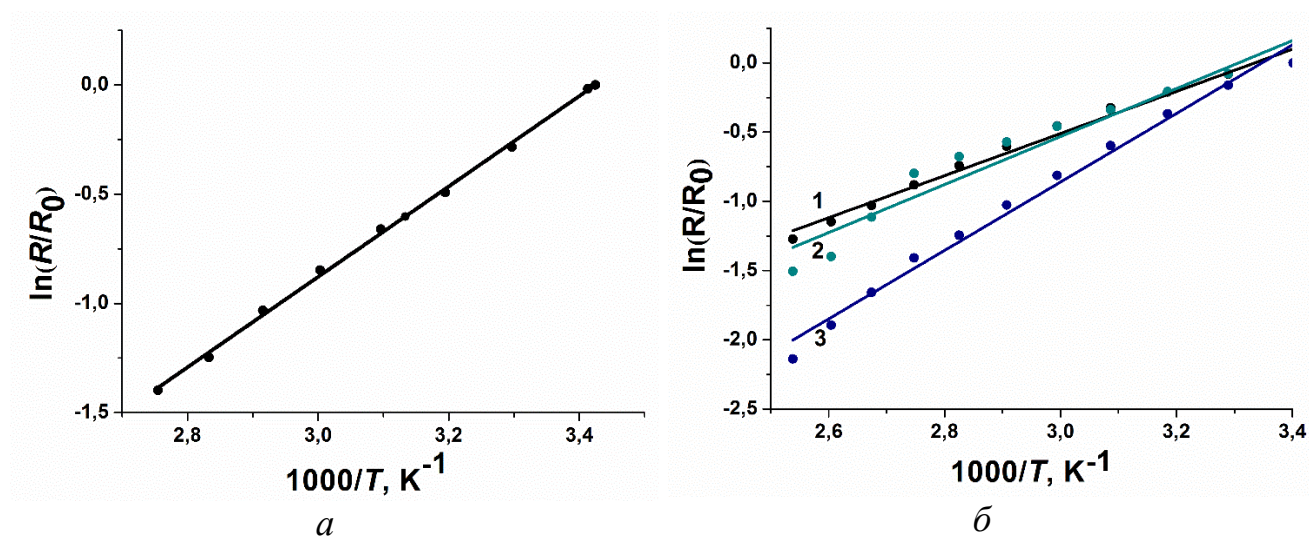 0,0
-0,5
-1,0
-1,5
ln(R/R0)
2,8 3,0 3,2 3,4
1000/T, K-1
а
0,0
-0,5
-1,0
-1,5
-2,0
-2,5
ln(R/R0)
1
2
3
2,6 2,8 3,0 3,2 3,4
1000/T, K-1
б